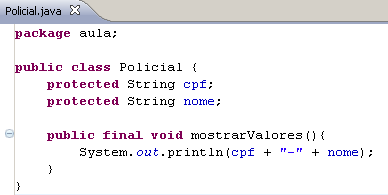 Policial.java
package aula;
public class Policial {
protected String cpf;
protected String nome;
public final void mostrarValores(){
System.out.println(cpf + "-" + nome);
}
}